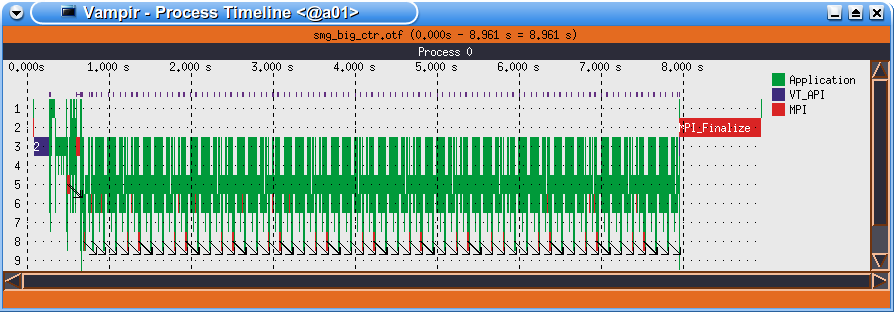 Vampir - Process Timeline <@a01>
smg_big_ctr.otf (0.000s - 8.961 s = 8.961 s)
Process 0
0.000s 1,000 s 2,000 s 3,000 s 4,000 s 5,000 s 6,000 s 7,000 s 8,000 s
Application
VT_API
MPI
1
2
*PI_Finalize
3
2
4
5
6
7
8
9